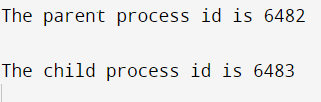 The parent process id is 6482
The child process id is 6483